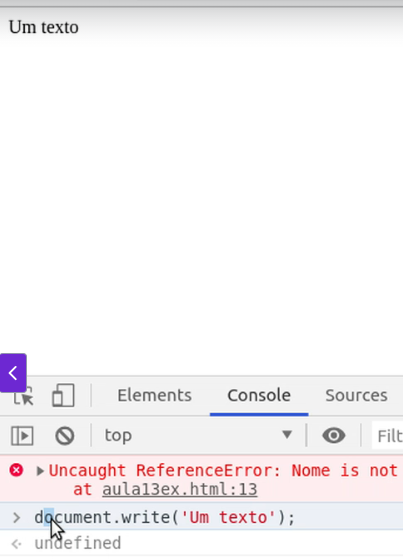 Um texto
Elements Console Sources
top Filt
Uncaught ReferenceError: Nome is not
at aula13ex.html:13
> document.write('Um texto');
undefined